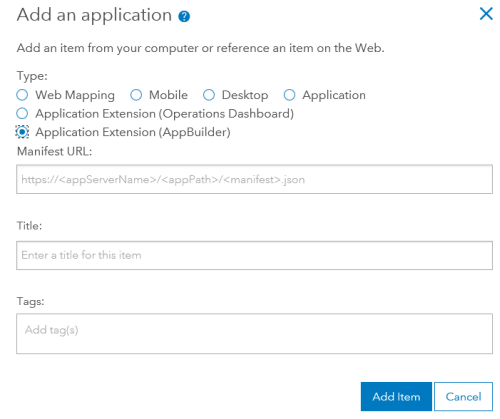 Add an application ?
Add an item from your computer or reference an item on the Web.
Type:
Web Mapping Mobile Desktop Application
Application Extension (Operations Dashboard)
Application Extension (AppBuilder)
Manifest URL:
https://<appServerName>/<appPath>/<manifest>.json
Title:
Enter a title for this item
Tags:
Add tag(s)
Add Item Cancel